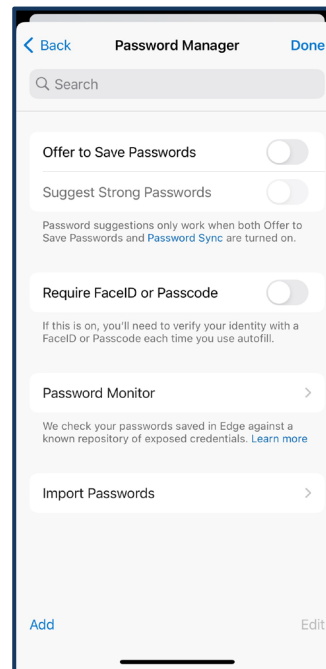 Back Password Manager Done
Search
Offer to Save Passwords
Suggest Strong Passwords
Password suggestions only work when both Offer to
Save Passwords and Password Sync are turned on.
Require FaceID or Passcode
If this is on, you’ll need to verify your identity with a
FaceID or Passcode each time you use autofill.
Password Monitor
We check your passwords saved in Edge against a
known repository of exposed credentials. Learn more
Import Passwords
Add Edit